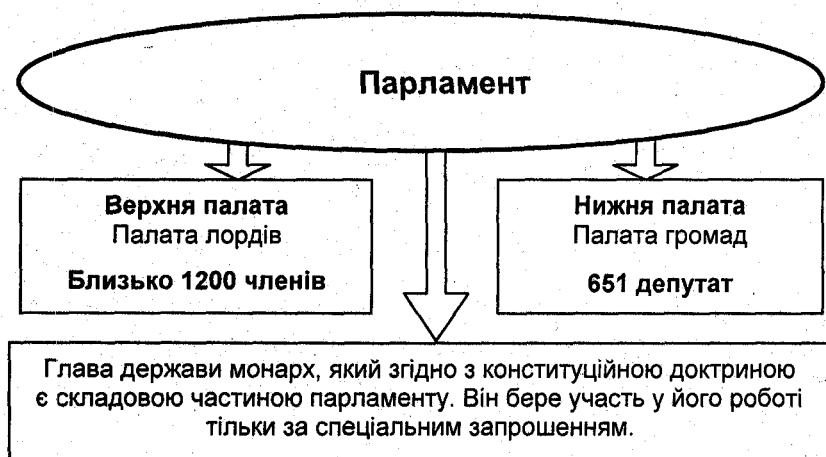 Парламент
Верхня палата
Палата лордів
Близько 1200 членів
Нижня палата
Палата громад
651 депутат
Глава держави монарх, який згідно з конституційною доктриною
є складовою частиною парламенту. Він бере участь у його роботі
тільки за спеціальним запрошенням.